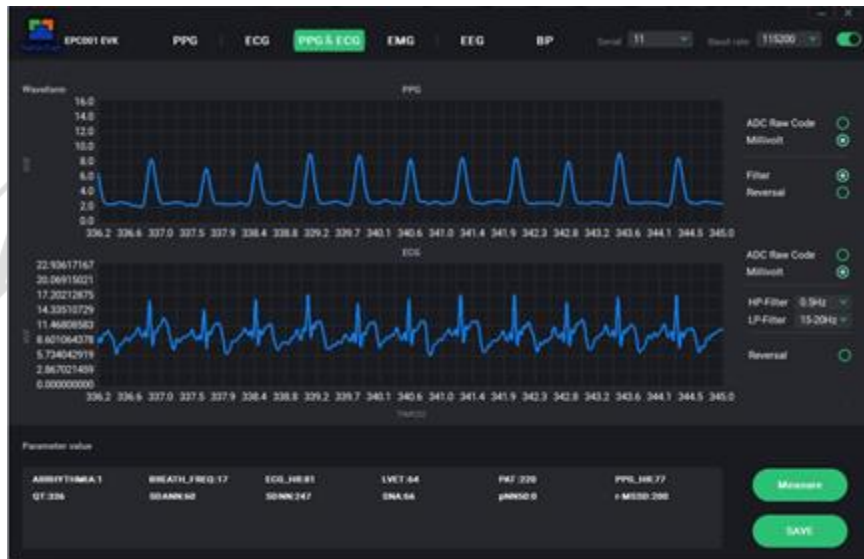 EPC001 EVK PPG ECG PPG & ECG EMG EEG BP Serial 11 Baud rate 115200
Waveform
PPG
16.0
14.0
12.0
10.0
8.0
6.0
4.0
2.0
0.0
336.2 336.6 337.0 337.5 337.9 338.4 338.8 339.2 339.7 340.1 340.6 341.0 341.4 341.9 342.3 342.8 343.2 343.6 344.1 344.5 345.0
ADC Raw Code
Millivolt
Filter
Reversal
ECG
22.93617167
20.06915021
17.20212875
14.33510729
11.46808583
8.601064378
5.734042919
2.867021459
0.000000000
336.2 336.6 337.0 337.5 337.9 338.4 338.8 339.2 339.7 340.1 340.6 341.0 341.4 341.9 342.3 342.8 343.2 343.6 344.1 344.5 345.0
ADC Raw Code
Millivolt
HP-Filter 0.5Hz
LP-Filter 15-20Hz
Reversal
Parameter value
ARRHYTHMIA:1 BREATH_FREQ:17 ECG_HR:81 LVET:64 PAT:220 PPG_HR:77
QT:336 SDANN:60 SDNN:247 SNA:66 pNN50:0 r-MSSD:200
Measure
SAVE